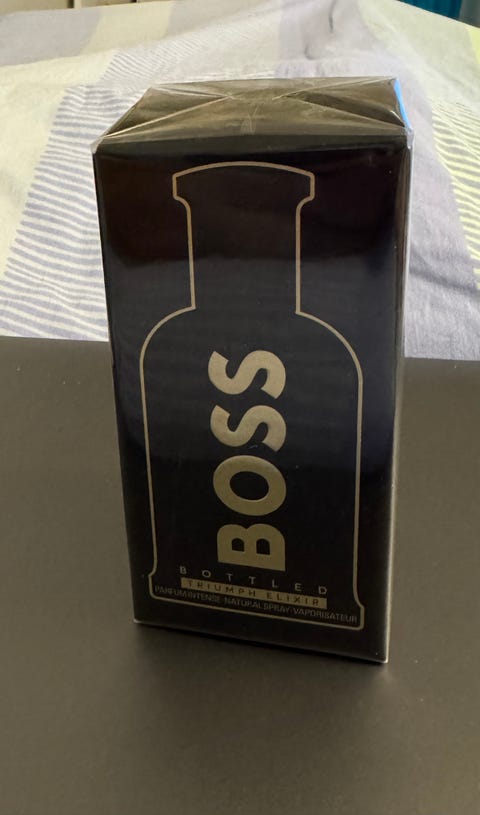 BOSS
BOTTLED
TRIUMPH ELIXIR
PARFUM INTENSE·NATURAL SPRAY·VAPORISATEUR